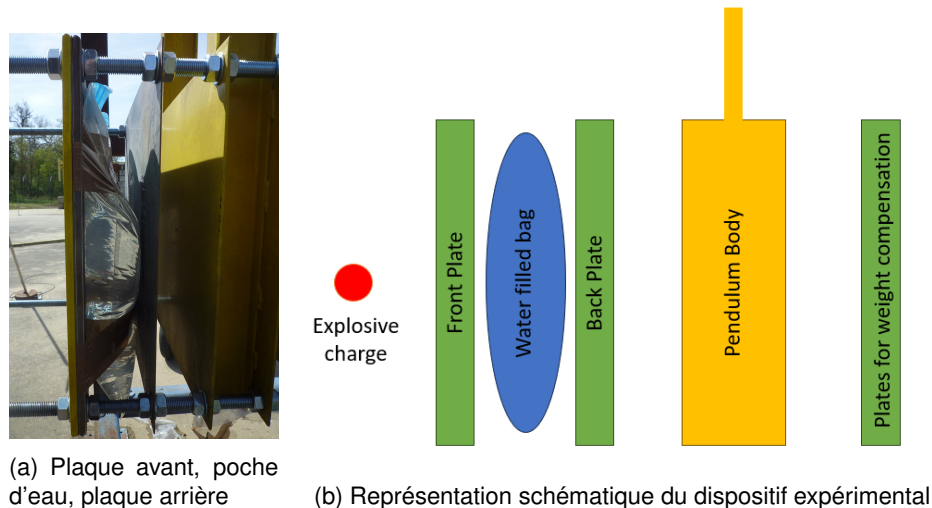 Explosive
charge
Front Plate
Water filled bag
Back Plate
Pendulum Body
Plates for weight compensation
(a) Plaque avant, poche
d'eau, plaque arrière
(b) Représentation schématique du dispositif expérimental